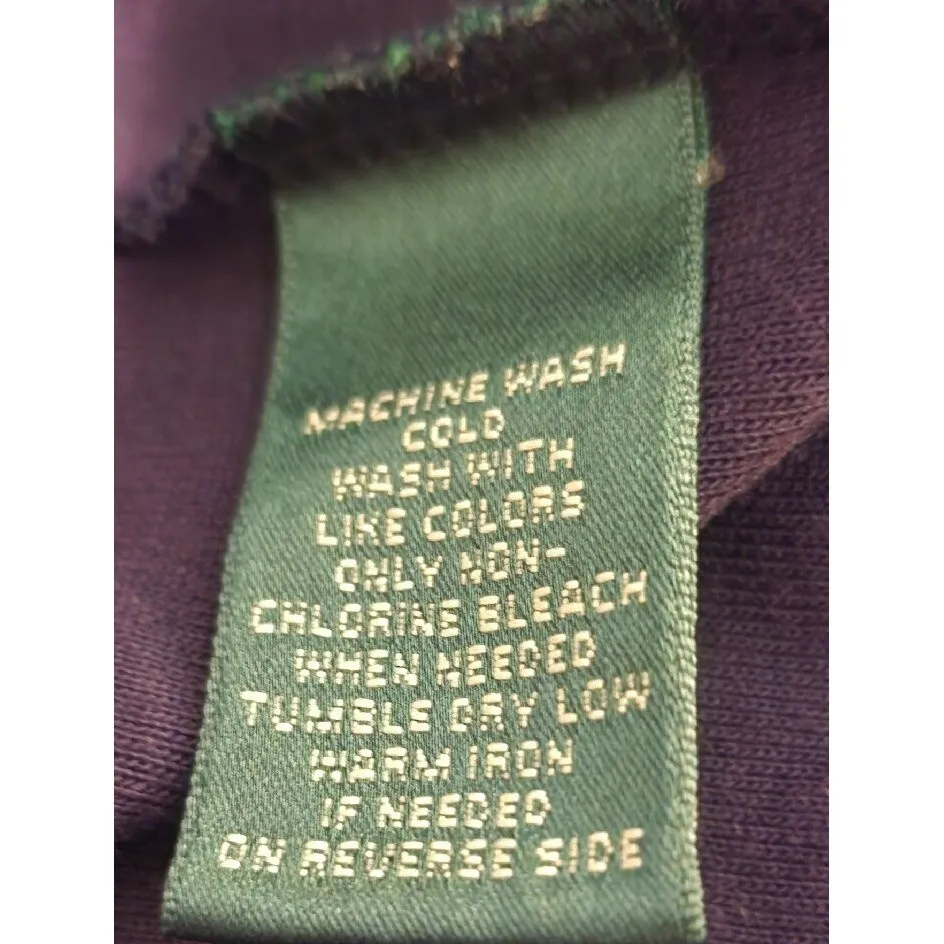 MACHINE WASH
COLD
WASH WITH
LIKE COLORS
ONLY NON-
CHLORINE BLEACH
WHEN NEEDED
TUMBLE DRY LOW
WARM IRON
IF NEEDED
ON REVERSE SIDE